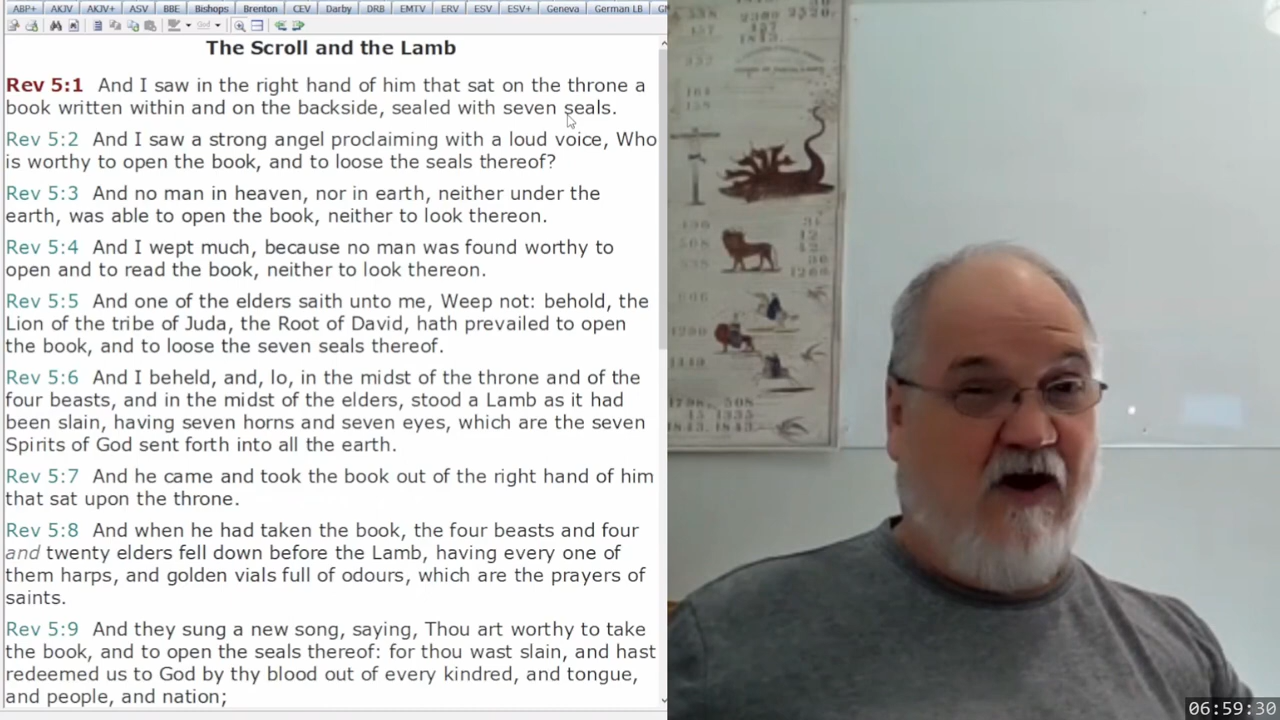 ABP+ AKJV AKJV+ ASV BBE Bishops Brenton CEV Darby DRB EMTV ERV ESV ESV+ Geneva German LB
The Scroll and the Lamb
Rev 5:1 And I saw in the right hand of him that sat on the throne a
book written within and on the backside, sealed with seven seals.
Rev 5:2 And I saw a strong angel proclaiming with a loud voice, Who
is worthy to open the book, and to loose the seals thereof?
Rev 5:3 And no man in heaven, nor in earth, neither under the
earth, was able to open the book, neither to look thereon.
Rev 5:4 And I wept much, because no man was found worthy to
open and to read the book, neither to look thereon.
Rev 5:5 And one of the elders saith unto me, Weep not: behold, the
Lion of the tribe of Juda, the Root of David, hath prevailed to open
the book, and to loose the seven seals thereof.
Rev 5:6 And I beheld, and, lo, in the midst of the throne and of the
four beasts, and in the midst of the elders, stood a Lamb as it had
been slain, having seven horns and seven eyes, which are the seven
Spirits of God sent forth into all the earth.
Rev 5:7 And he came and took the book out of the right hand of him
that sat upon the throne.
Rev 5:8 And when he had taken the book, the four beasts and four
and twenty elders fell down before the Lamb, having every one of
them harps, and golden vials full of odours, which are the prayers of
saints.
Rev 5:9 And they sung a new song, saying, Thou art worthy to take
the book, and to open the seals thereof: for thou wast slain, and hast
redeemed us to God by thy blood out of every kindred, and tongue,
and people, and nation;
338 2300 2520.
457 457
1843.
508
538
1260
1798. 508
1335
1843. 1843.
06:59:30